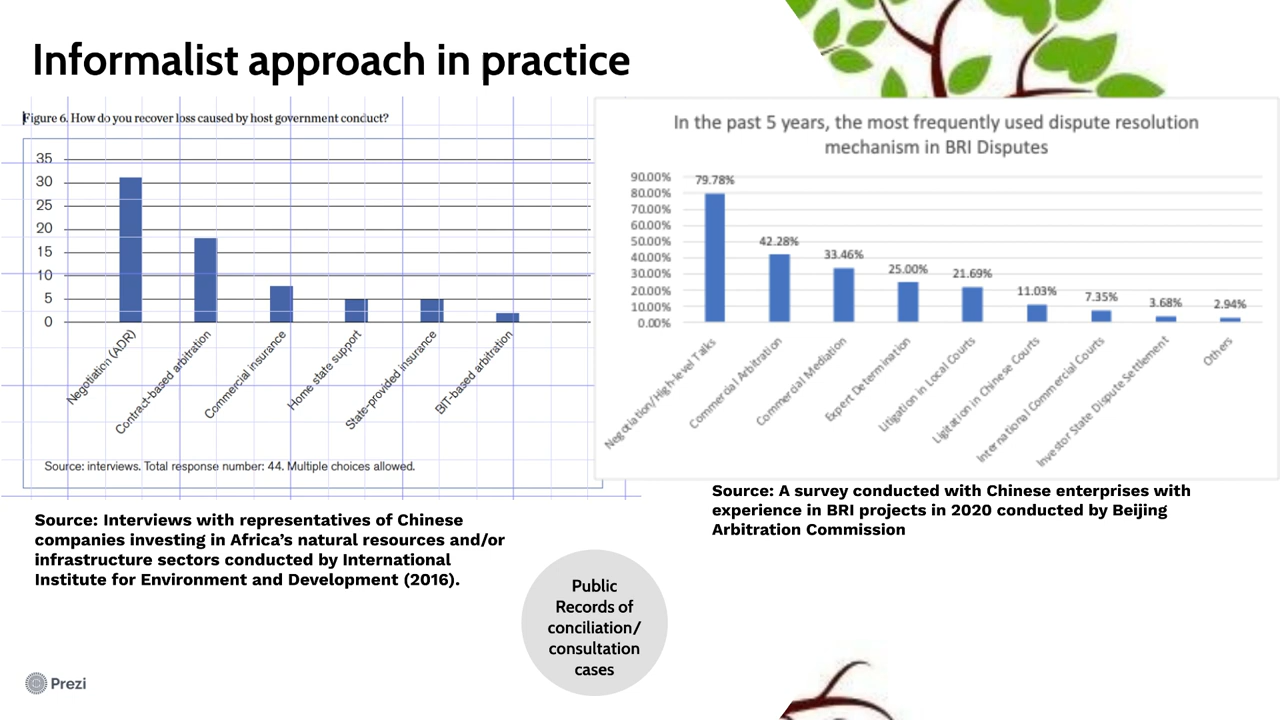 Informalist approach in practice
Figure 6. How do you recover loss caused by host government conduct?
35
30
25
20
15
10
5
0
Negotiation (ADR)
Contract-based arbitration
Commercial insurance
Home state support
State-provided insurance
BIT-based arbitration
Source: interviews. Total response number: 44. Multiple choices allowed.
Source: Interviews with representatives of Chinese
companies investing in Africa's natural resources and/or
infrastructure sectors conducted by International
Institute for Environment and Development (2016).
In the past 5 years, the most frequently used dispute resolution
mechanism in BRI Disputes
90.00%
80.00%
70.00%
60.00%
50.00%
40.00%
30.00%
20.00%
10.00%
0.00%
79.78%
42.28%
33.46%
25.00%
21.69%
11.03%
7.35%
3.68%
2.94%
Negotiation/High-level Talks
Commercial Arbitration
Commercial Mediation
Expert Determination
Litigation in Local Courts
Ligitation in Chinese Courts
International Commercial Courts
Investor State Dispute Settlement
Others
Source: A survey conducted with Chinese enterprises with
experience in BRI projects in 2020 conducted by Beijing
Arbitration Commission
Public
Records of
conciliation/
consultation
cases
Prezi